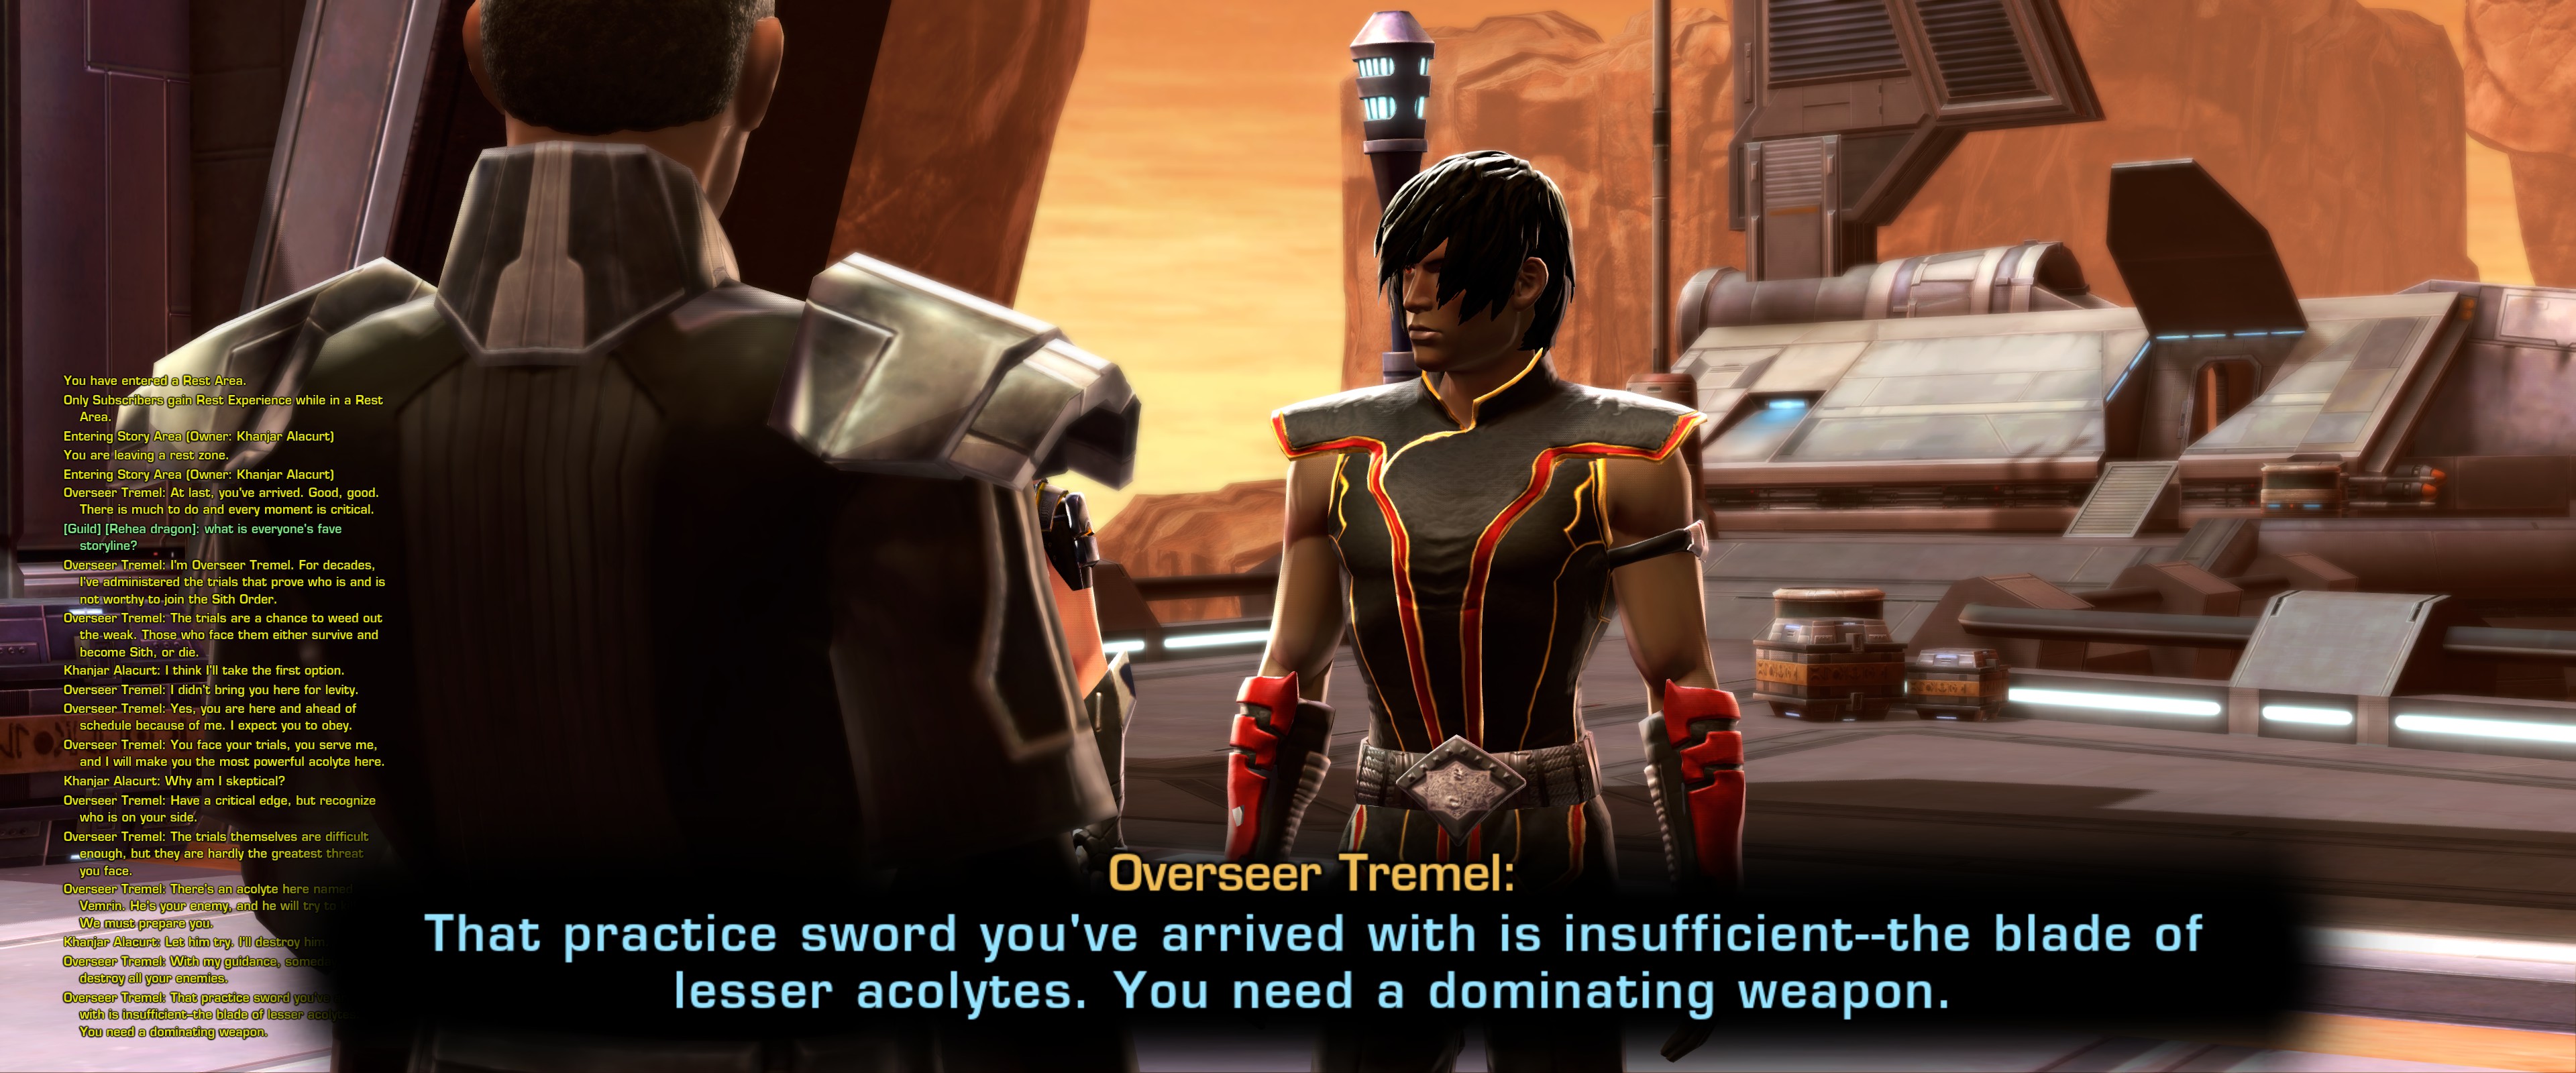 You have entered a Rest Area.
Only Subscribers gain Rest Experience while in a Rest
Area.
Entering Story Area (Owner: Khanjar Alacurt)
You are leaving a rest zone.
Entering Story Area (Owner: Khanjar Alacurt)
Overseer Tremel: At last, you've arrived. Good, good.
There is much to do and every moment is critical.
[Guild] [Rehea dragon]: what is everyone's fave
storyline?
Overseer Tremel: I'm Overseer Tremel. For decades,
I've administered the trials that prove who is and is
not worthy to join the Sith Order.
Overseer Tremel: The trials are a chance to weed out
the weak. Those who face them either survive and
become Sith, or die.
Khanjar Alacurt: I think I'll take the first option.
Overseer Tremel: I didn't bring you here for levity.
Overseer Tremel: Yes, you are here and ahead of
schedule because of me. I expect you to obey.
Overseer Tremel: You face your trials, you serve me,
and I will make you the most powerful acolyte here.
Khanjar Alacurt: Why am I skeptical?
Overseer Tremel: Have a critical edge, but recognize
who is on your side.
Overseer Tremel: The trials themselves are difficult
enough, but they are hardly the greatest threat
you face.
Overseer Tremel: There's an acolyte here named
Vemrin. He's your enemy, and he will try to
We must prepare you.
Khanjar Alacurt: Let him try. I'll destroy him.
Overseer Tremel: With my guidance,
destroy all your enemies.
Overseer Tremel: That practice sword you've
with is insufficient--the blade of lesser
You need a dominating weapon.
Overseer Tremel:
That practice sword you've arrived with is insufficient--the blade of
lesser acolytes. You need a dominating weapon.